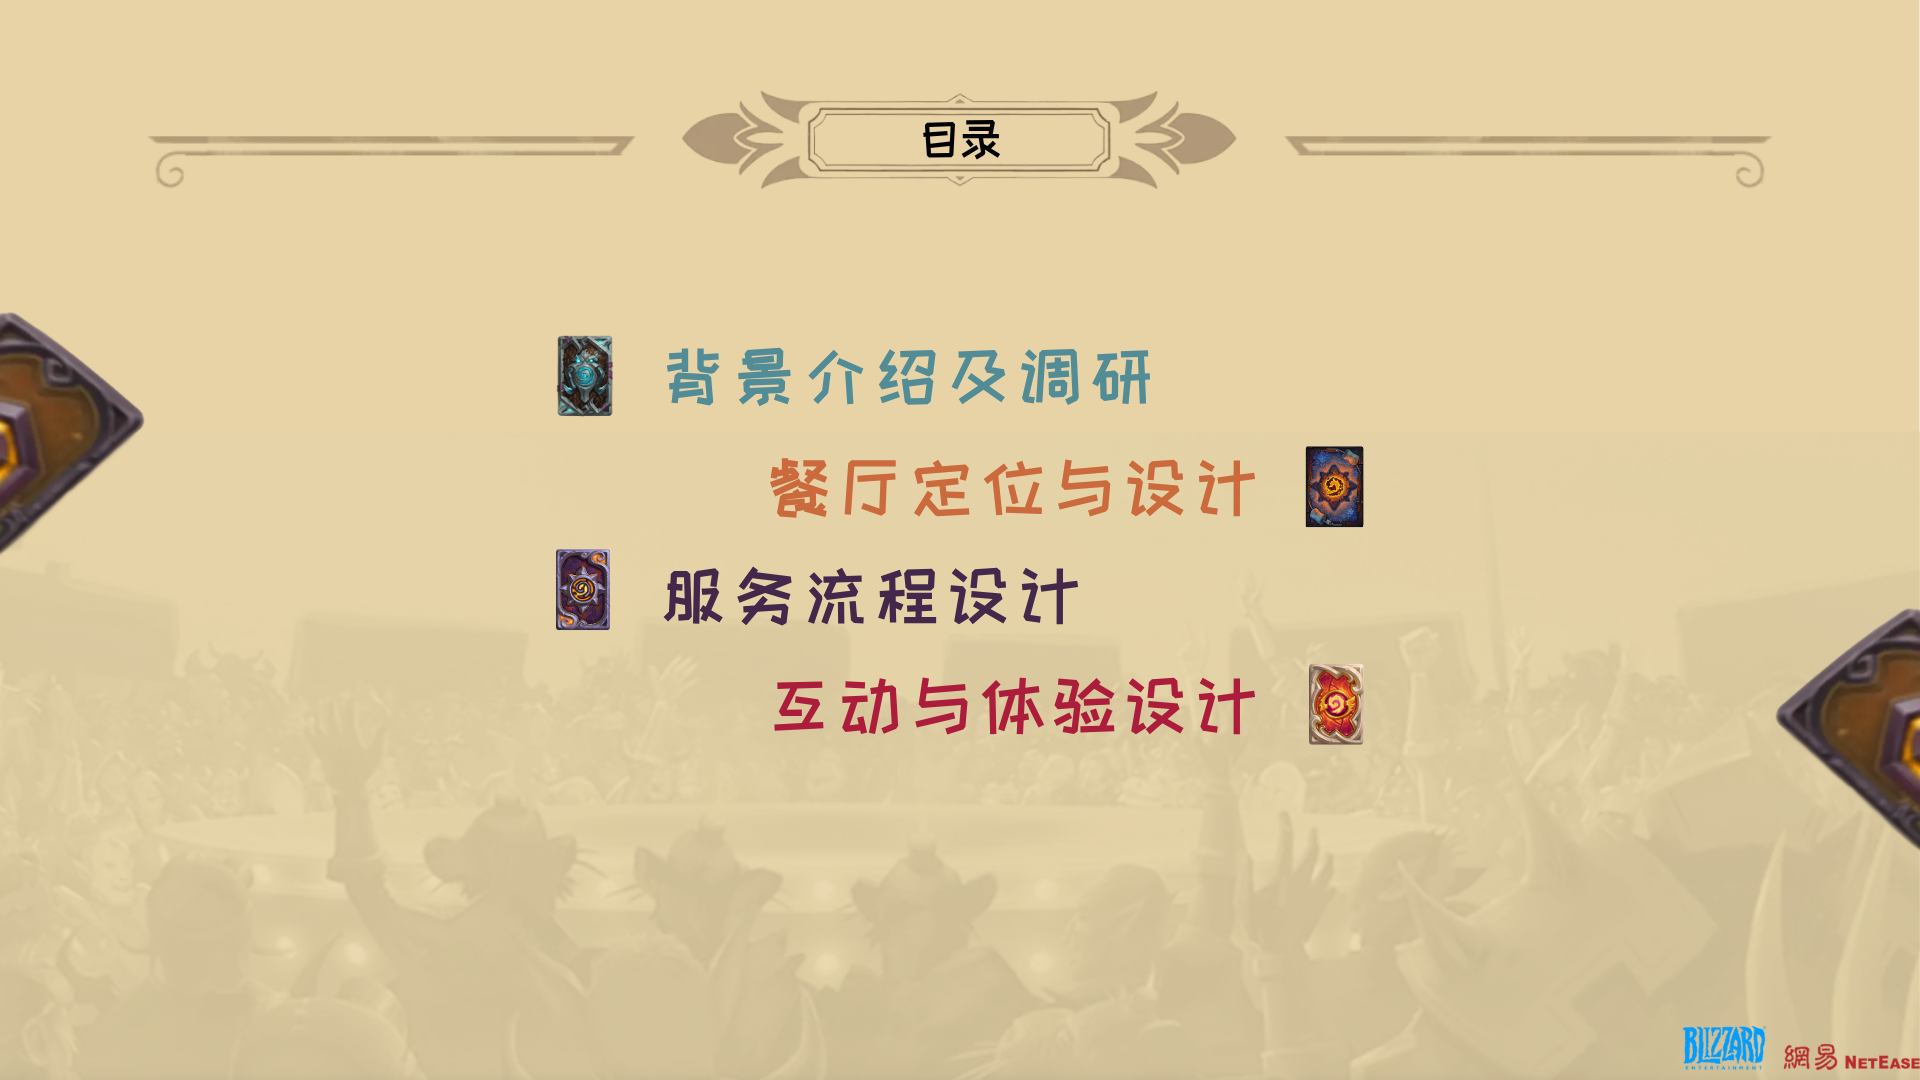 目录
背景介绍及调研
餐厅定位与设计
服务流程设计
互动与体验设计
BLIZZARD
ENTERTAINMENT
網易 NETEASE